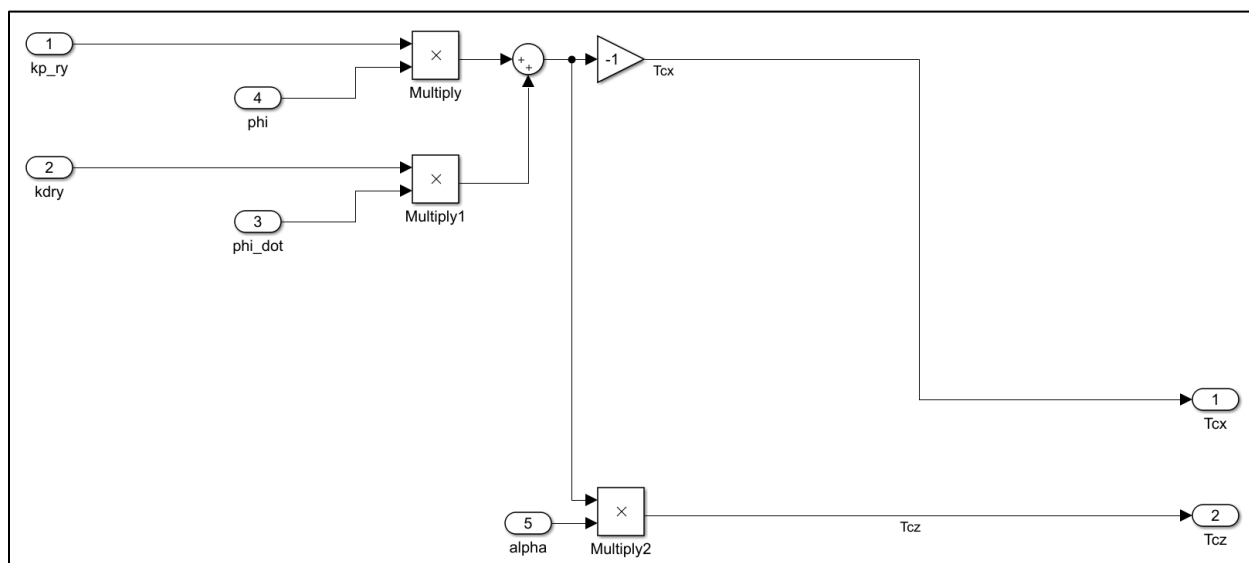 1
kp_ry
×
Multiply
4
phi
+
+
-1
Tcx
2
kdry
×
Multiply1
3
phi_dot
1
Tcx
5
alpha
×
Multiply2
Tcz
2
Tcz